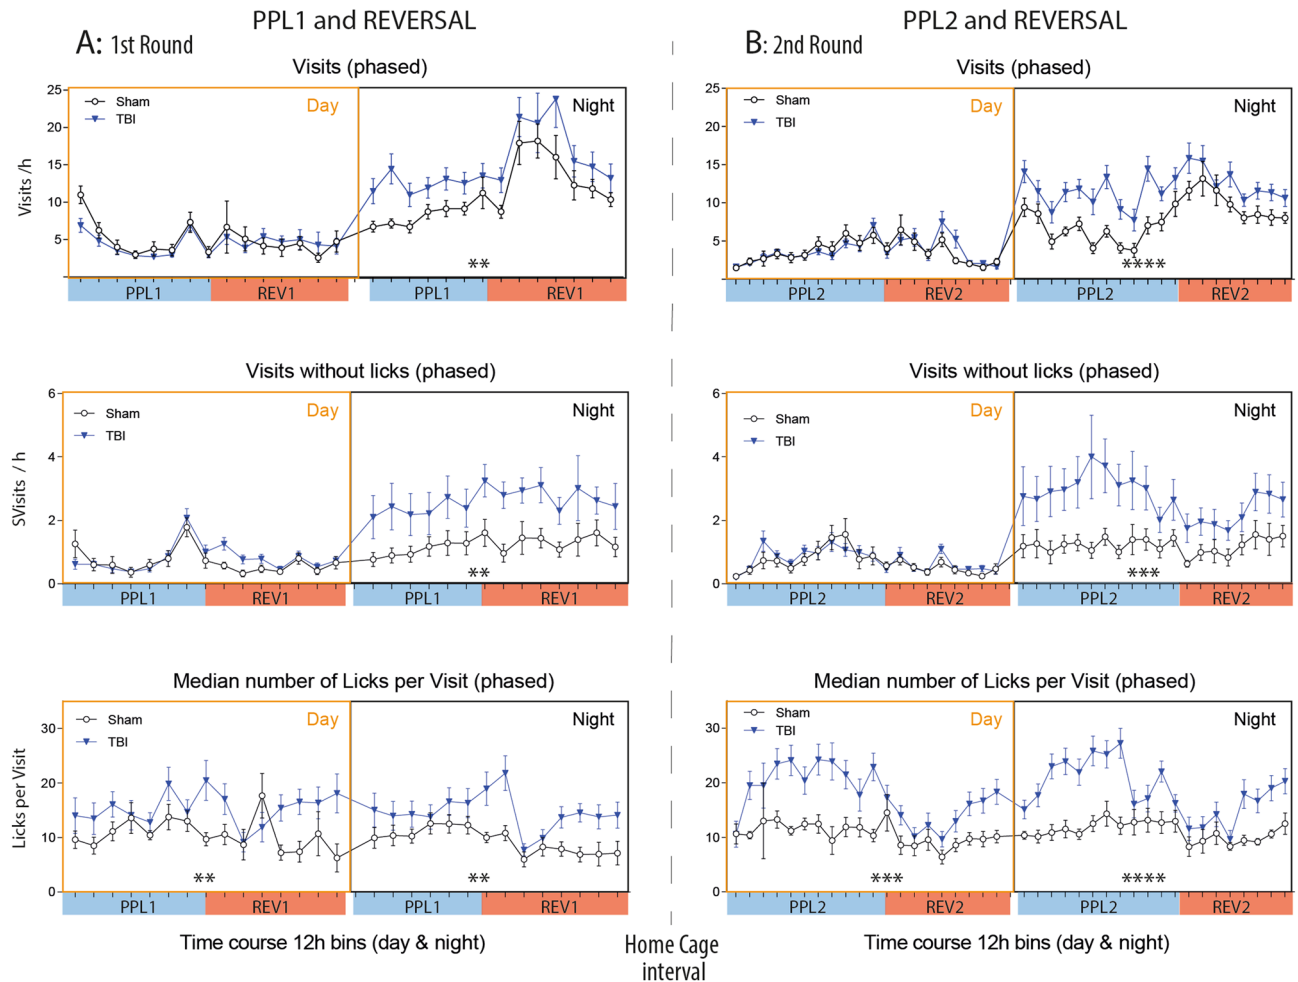 PPL1 and REVERSAL
A: 1st Round
Visits (phased)
Sham
TBI
Day
Night
Visits /h
25
20
15
10
5
**
PPL1
REV1
PPL1
REV1
Visits without licks (phased)
Sham
TBI
Day
Night
SVisits / h
6
4
2
0
**
PPL1
REV1
PPL1
REV1
Median number of Licks per Visit (phased)
Sham
TBI
Day
Night
Licks per Visit
30
20
10
0
**
**
PPL1
REV1
PPL1
REV1
Time course 12h bins (day & night)
Home Cage
interval
PPL2 and REVERSAL
B: 2nd Round
Visits (phased)
Sham
TBI
Day
Night
25
20
15
10
5
****
PPL2
REV2
PPL2
REV2
Visits without licks (phased)
Sham
TBI
Day
Night
6
4
2
0
***
PPL2
REV2
PPL2
REV2
Median number of Licks per Visit (phased)
Sham
TBI
Day
Night
30
20
10
0
***
****
PPL2
REV2
PPL2
REV2
Time course 12h bins (day & night)